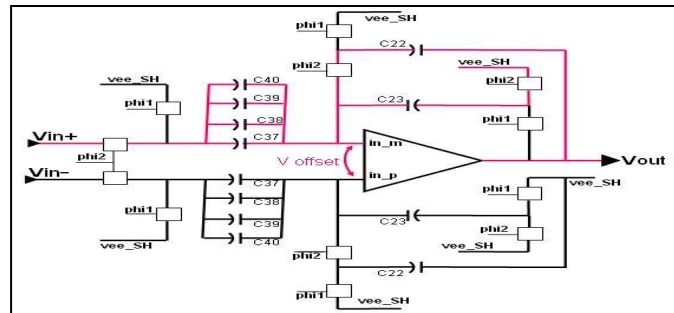 vee_SH
phi1
C22
phi2
vee_SH
vee_SH
phi2
C40
phi1
C39
C23
C38
phi1
Vin+
C37
in_m
phi2
V offset
Vout
Vin-
in_p
vee_SH
C37
phi1
phi1
C38
C23
C39
phi2
vee_SH
C40
phi2
vee_SH
C22
phi1
vee_SH